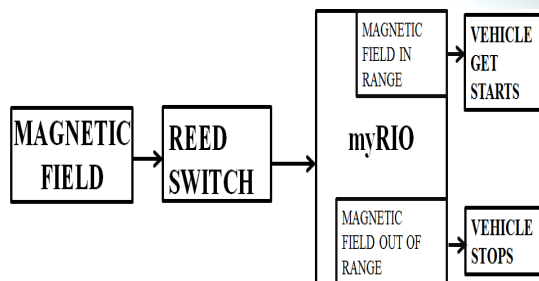 MAGNETIC
FIELD
REED
SWITCH
MAGNETIC
FIELD IN
RANGE
myRIO
MAGNETIC
FIELD OUT OF
RANGE
VEHICLE
GET
STARTS
VEHICLE
STOPS